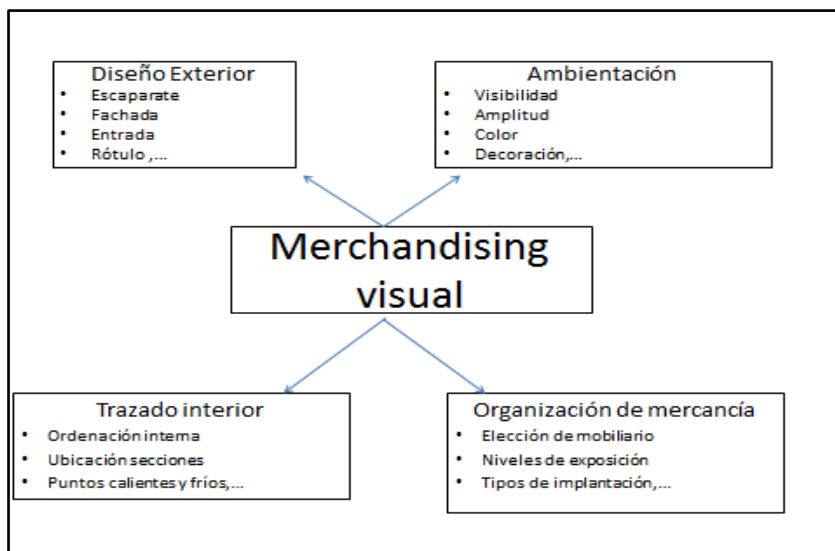 Diseño Exterior
• Escaparate
• Fachada
• Entrada
• Rótulo ,...
Ambientación
• Visibilidad
• Amplitud
• Color
• Decoración,...
Merchandising
visual
Trazado interior
• Ordenación interna
• Ubicación secciones
• Puntos calientes y fríos,...
Organización de mercancía
• Elección de mobiliario
• Niveles de exposición
• Tipos de implantación,...